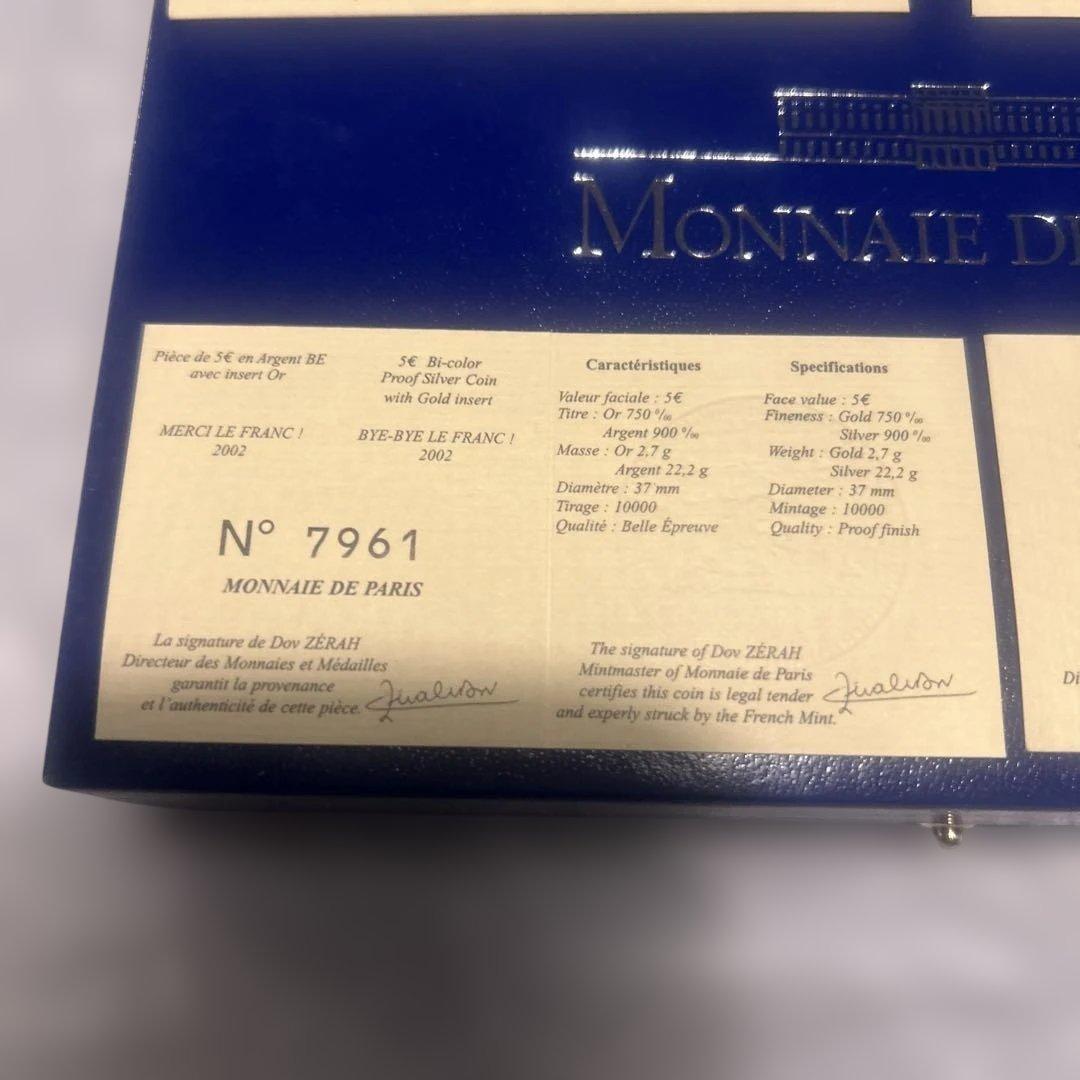 MONNAIE DE
Pièce de 5€ en Argent BE
avec insert Or
5€ Bi-color
Proof Silver Coin
with Gold insert
MERCI LE FRANC !
2002
BYE-BYE LE FRANC !
2002
N° 7961
MONNAIE DE PARIS
La signature de Dov ZÉRAH
Directeur des Monnaies et Médailles
garantit la provenance
et l'authenticité de cette pièce.
Caractéristiques
Valeur faciale : 5€
Titre : Or 750 ‰
Argent 900 ‰
Masse : Or 2,7 g
Argent 22,2 g
Diamètre : 37 mm
Tirage : 10000
Qualité : Belle Épreuve
Specifications
Face value : 5€
Fineness : Gold 750 ‰
Silver 900 ‰
Weight : Gold 2,7 g
Silver 22,2 g
Diameter : 37 mm
Mintage : 10000
Quality : Proof finish
The signature of Dov ZÉRAH
Mintmaster of Monnaie de Paris
certifies this coin is legal tender
and experly struck by the French Mint.
Di